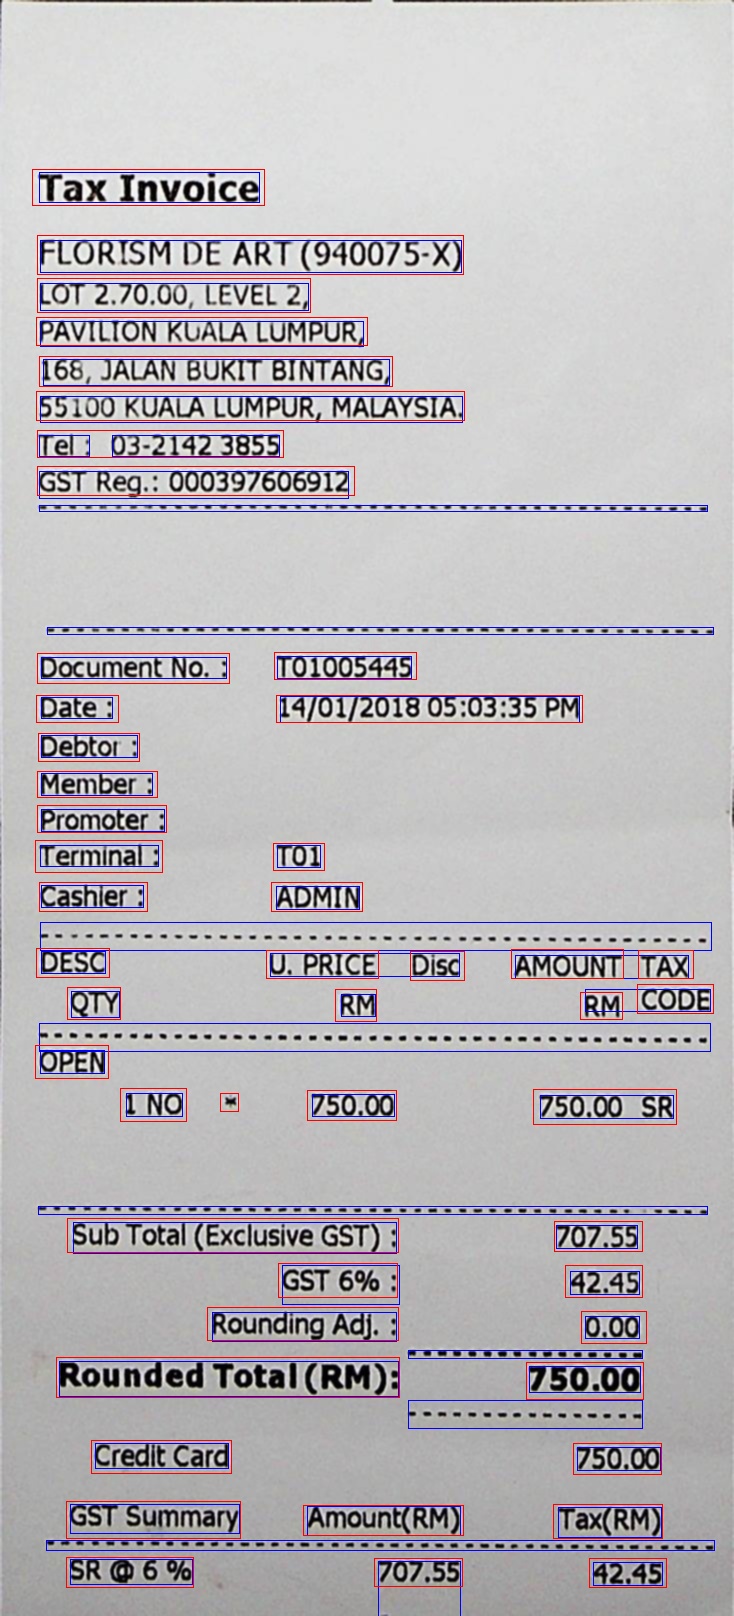 Tax Invoice
FLORISM DE ART (940075-X)
LOT 2.70.00, LEVEL 2,
PAVILION KUALA LUMPUR,
168, JALAN BUKIT BINTANG,
55100 KUALA LUMPUR, MALAYSIA.
Tel : 03-2142 3855
GST Reg.: 000397606912
Document No. : T01005445
Date : 14/01/2018 05:03:35 PM
Debtor :
Member :
Promoter :
Terminal : T01
Cashier : ADMIN
DESC U. PRICE Disc AMOUNT TAX
QTY RM RM CODE
OPEN
1 NO * 750.00 750.00 SR
Sub Total (Exclusive GST) : 707.55
GST 6% : 42.45
Rounding Adj. : 0.00
Rounded Total (RM): 750.00
Credit Card 750.00
GST Summary Amount(RM) Tax(RM)
SR @ 6 % 707.55 42.45